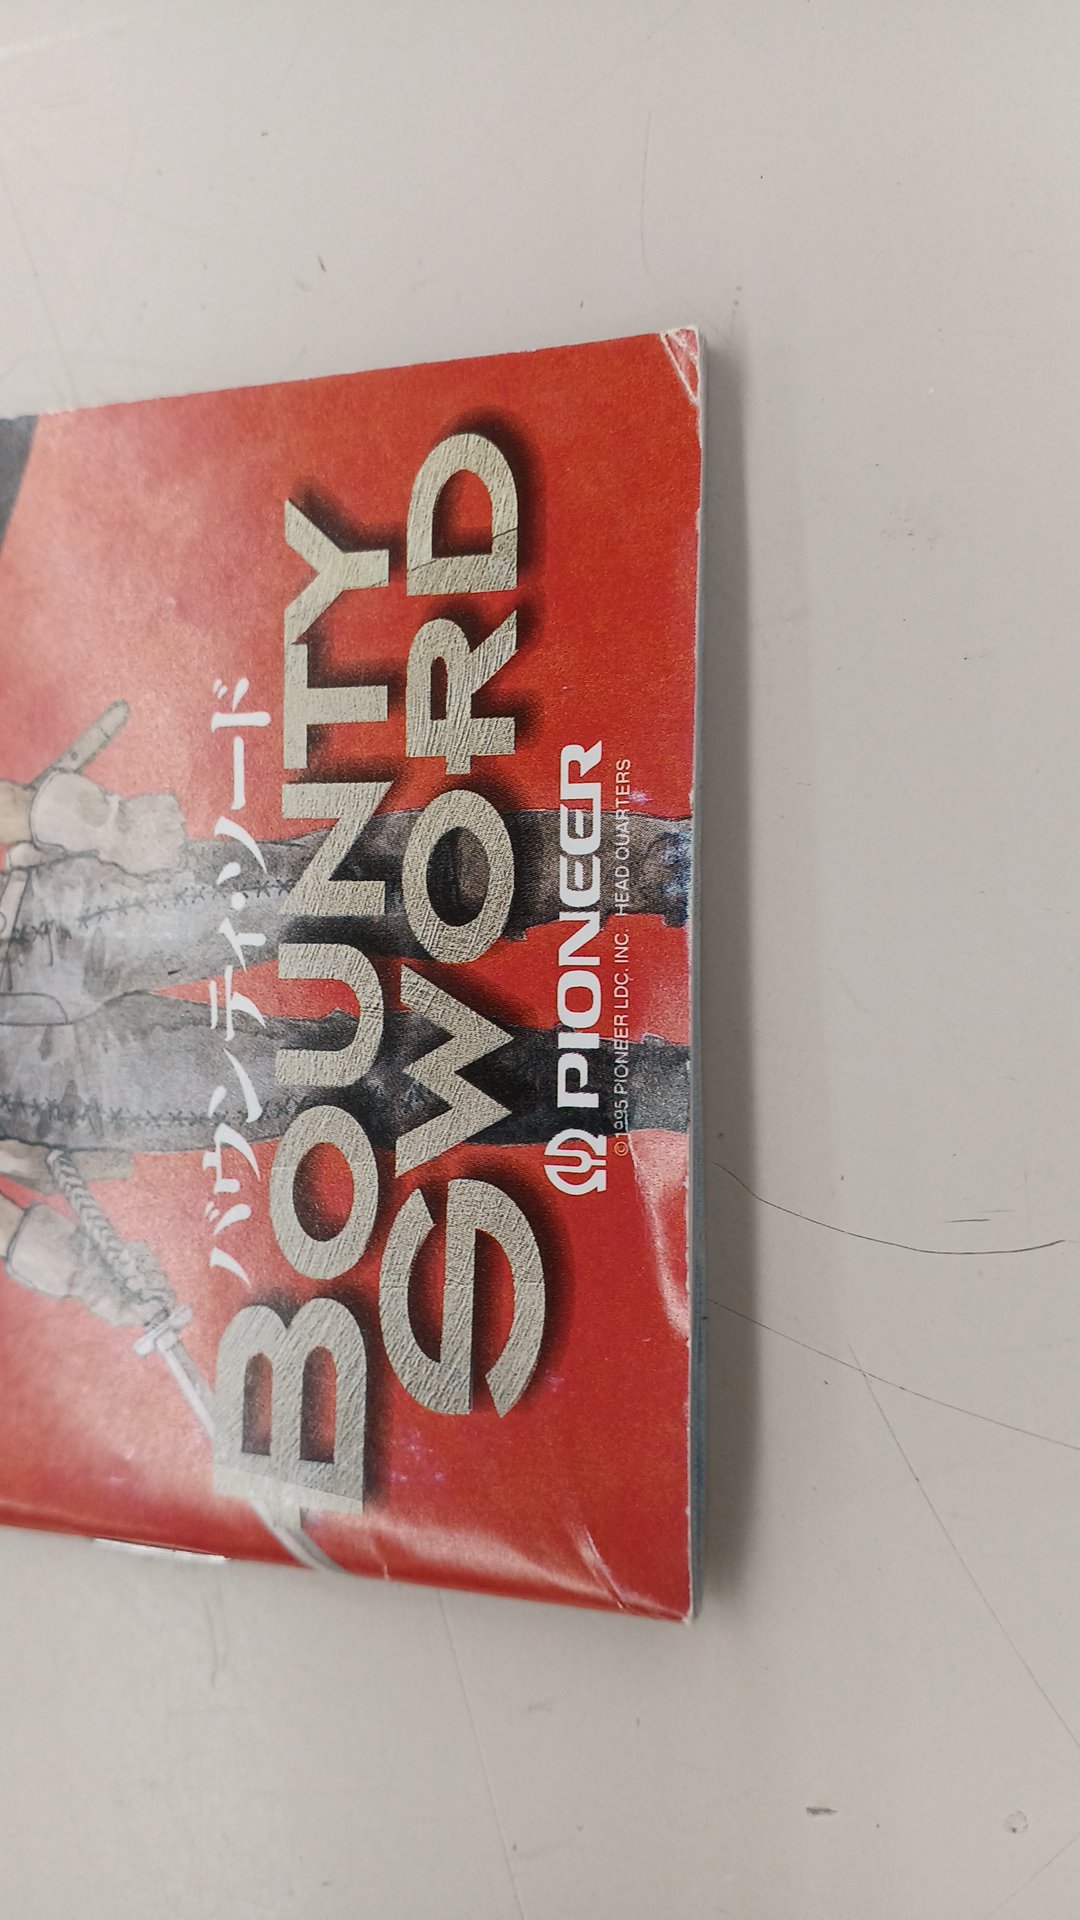 バウンティ・ソード
BOUNTY
SWORD
PIONEER
©1995 PIONEER LDC. INC. HEAD QUARTERS